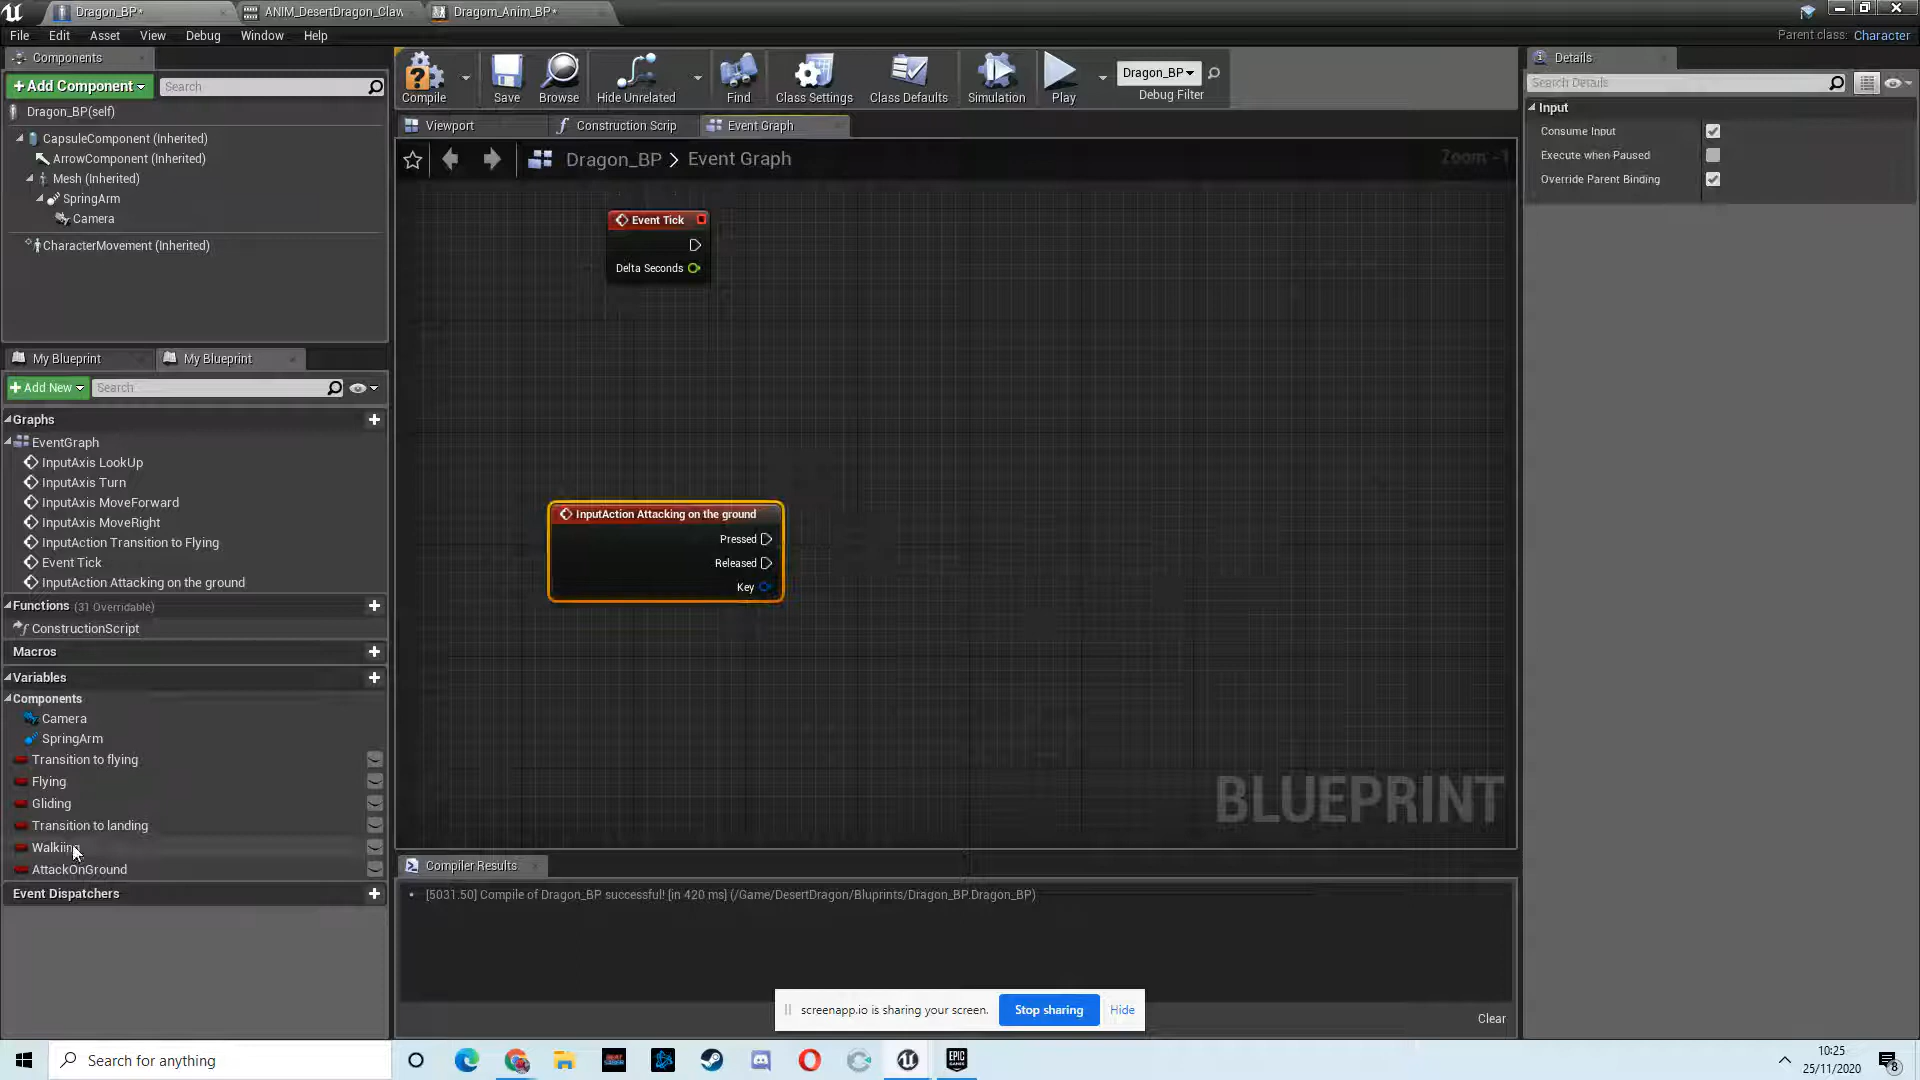 Dragon_BP*
ANIM_DesertDragon_Claw
Dragom_Anim_BP*
File Edit Asset View Debug Window Help
Parent class: Character
Components
+Add Component
Search
Dragon_BP(self)
CapsuleComponent (Inherited)
ArrowComponent (Inherited)
Mesh (Inherited)
SpringArm
Camera
CharacterMovement (Inherited)
Compile
Save
Browse
Hide Unrelated
Find
Class Settings
Class Defaults
Simulation
Play
Dragon_BP
Debug Filter
Viewport
Construction Scrip
Event Graph
Dragon_BP > Event Graph
Zoom -1
Event Tick
Delta Seconds
InputAction Attacking on the ground
Pressed
Released
Key
BLUEPRINT
My Blueprint
My Blueprint
+Add New
Search
Graphs
EventGraph
InputAxis LookUp
InputAxis Turn
InputAxis MoveForward
InputAxis MoveRight
InputAction Transition to Flying
Event Tick
InputAction Attacking on the ground
Functions (31 Overridable)
ConstructionScript
Macros
Variables
Components
Camera
SpringArm
Transition to flying
Flying
Gliding
Transition to landing
Walkiing
AttackOnGround
Event Dispatchers
Compiler Results
[5031.50] Compile of Dragon_BP successful! [in 420 ms] (/Game/DesertDragon/Bluprints/Dragon_BP.Dragon_BP)
Clear
Details
Search Details
Input
Consume Input
Execute when Paused
Override Parent Binding
screenapp.io is sharing your screen.
Stop sharing
Hide
Search for anything
EPIC
GAMES
10:25
25/11/2020
8